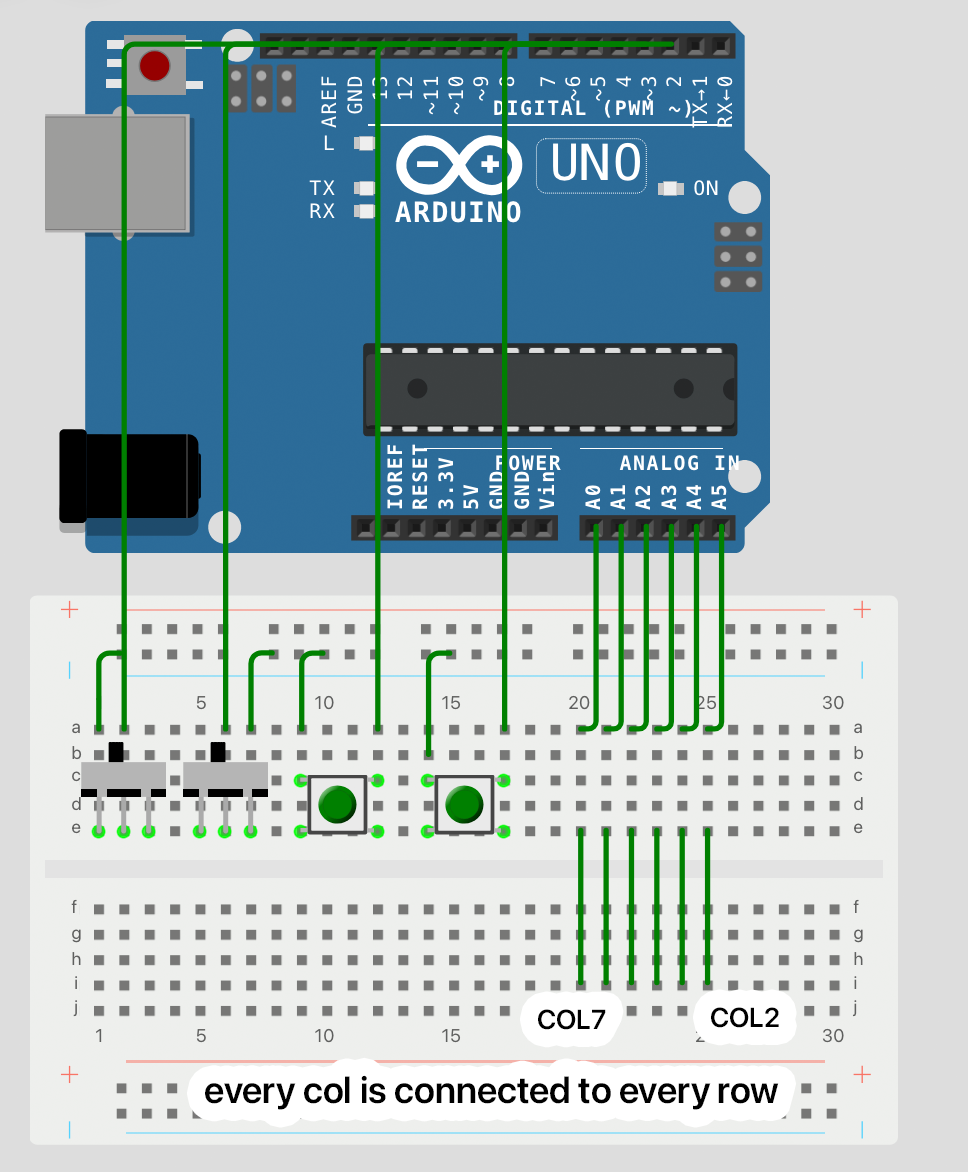 AREF GND 13 12 ~11 ~10 ~9 8 7 ~6 ~5 4 ~3 2 TX→1 RX←0
DIGITAL (PWM ~)
L
TX
RX
UNO
ON
ARDUINO
IOREF RESET 3.3V 5V GND GND Vin A0 A1 A2 A3 A4 A5
POWER
ANALOG IN
5 10 15 20 25 30
a a
b b
c c
d d
e e
f f
g g
h h
i i
j j
COL7
COL2
1 5 10 15 30
every col is connected to every row